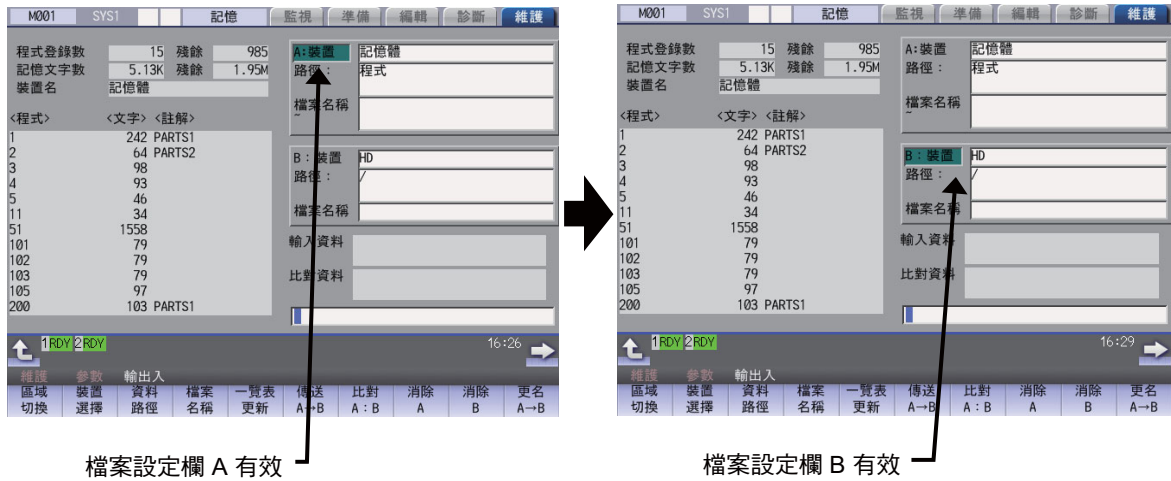 M001 SYS1 記憶 監視 準備 編輯 診斷 維護
程式登錄數 15 殘餘 985
記憶文字數 5.13K 殘餘 1.95M
裝置名 記憶體
<程式> <文字> <註解>
1 242 PARTS1
2 64 PARTS2
3 98
4 93
5 46
11 34
51 1558
101 79
102 79
103 79
105 97
200 103 PARTS1
A:裝置 記憶體
路徑： 程式
檔案名稱
~
B：裝置 HD
路徑： /
檔案名稱
輸入資料
比對資料
1RDY 2RDY 16:26
維護 參數 輸出入
區域切換 裝置選擇 資料路徑 檔案名稱 一覽表更新 傳送A→B 比對A：B 消除A 消除B 更名A→B
檔案設定欄 A 有效
M001 SYS1 記憶 監視 準備 編輯 診斷 維護
程式登錄數 15 殘餘 985
記憶文字數 5.13K 殘餘 1.95M
裝置名 記憶體
<程式> <文字> <註解>
1 242 PARTS1
2 64 PARTS2
3 98
4 93
5 46
11 34
51 1558
101 79
102 79
103 79
105 97
200 103 PARTS1
A:裝置 記憶體
路徑： 程式
檔案名稱
~
B：裝置 HD
路徑： /
檔案名稱
輸入資料
比對資料
1RDY 2RDY 16:29
維護 參數 輸出入
區域切換 裝置選擇 資料路徑 檔案名稱 一覽表更新 傳送A→B 比對A：B 消除A 消除B 更名A→B
檔案設定欄 B 有效